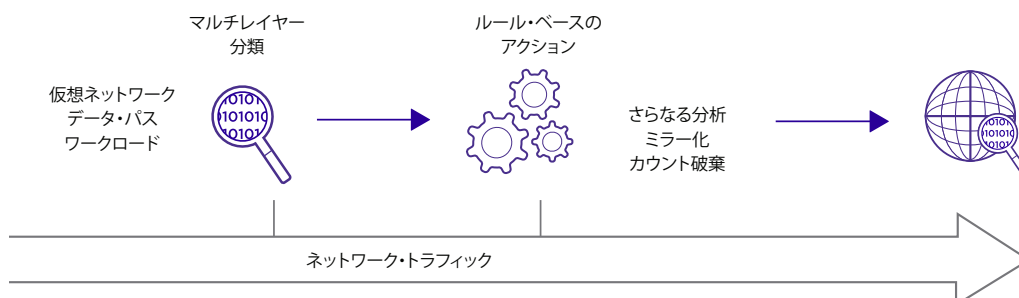 マルチレイヤー
分類
ルール・ベースの
アクション
仮想ネットワーク
データ・パス
ワークロード
0101
101010
10101
さらなる分析
ミラー化
カウント破棄
ネットワーク・トラフィック